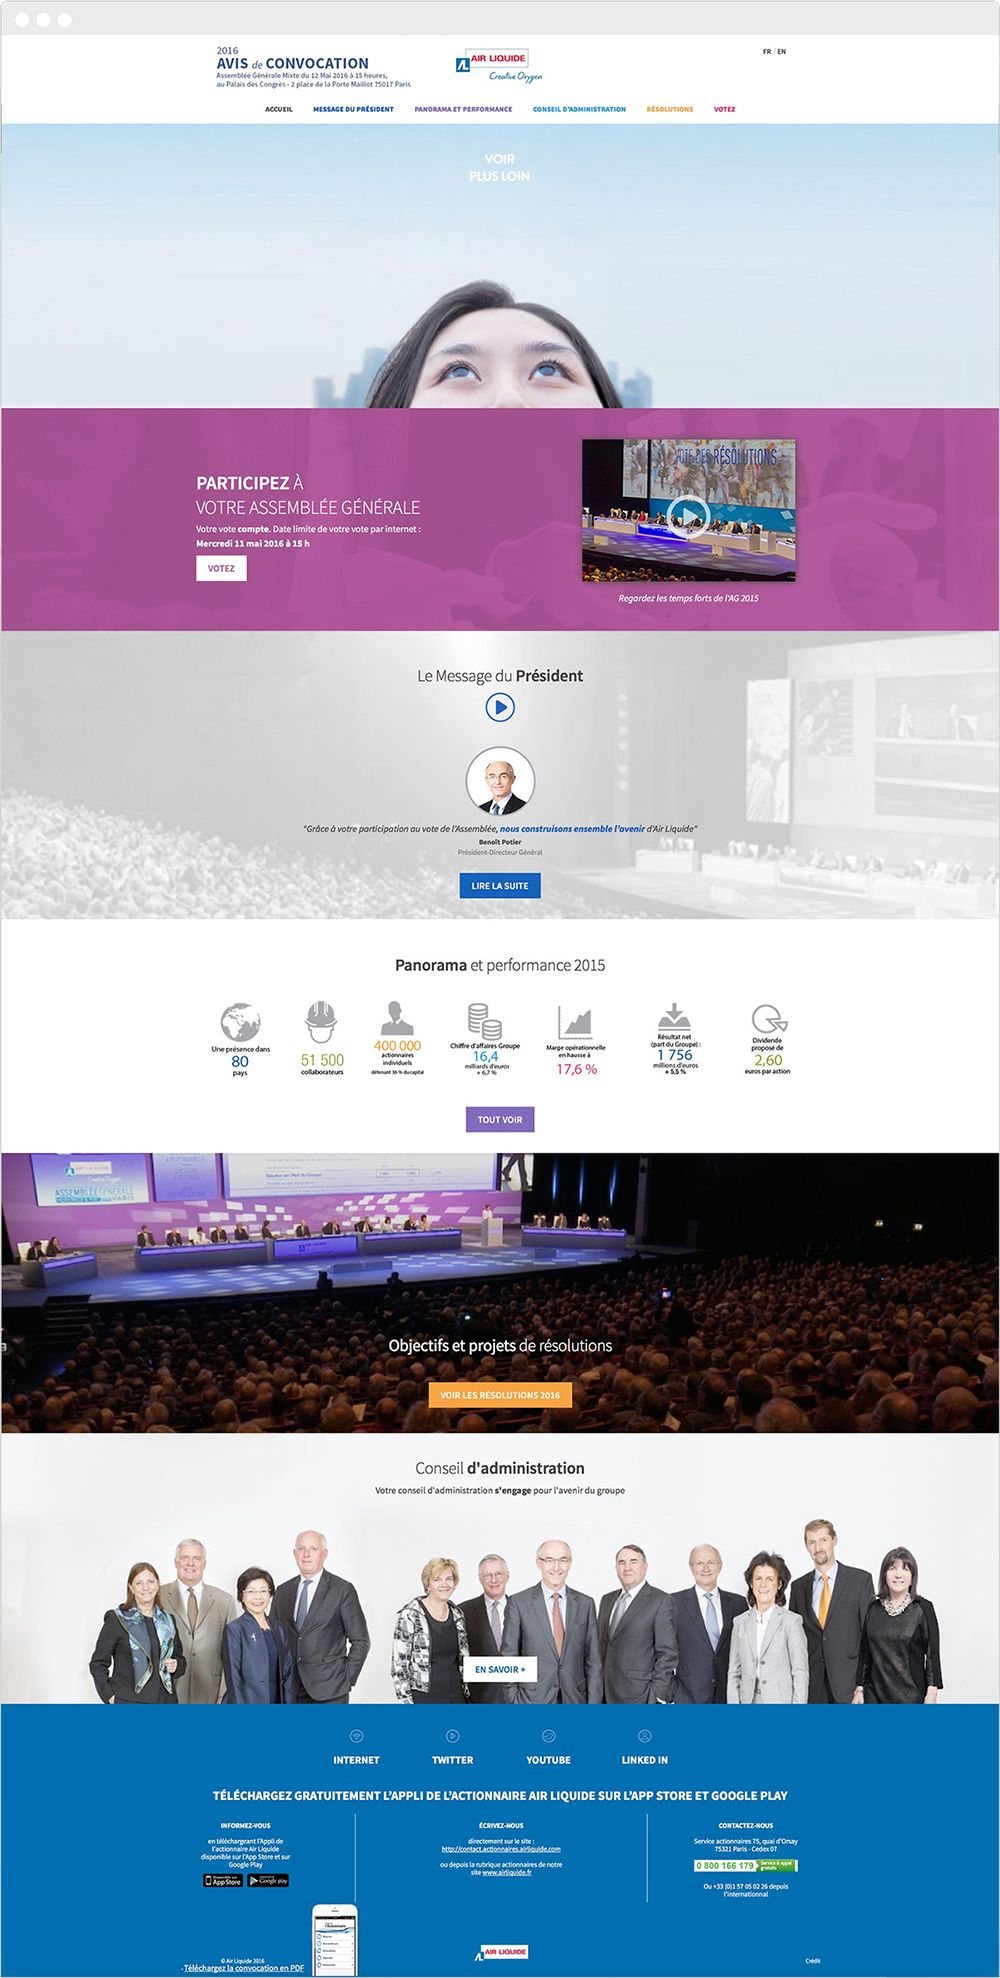 2016
AVIS de CONVOCATION
Assemblée Générale Mixte du 12 Mai 2016 à 15 heures,
au Palais des Congrès - 2 place de la Porte Maillot 75017 Paris
AIR LIQUIDE
Creative Oxygen
FR / EN
ACCUEIL MESSAGE DU PRÉSIDENT PANORAMA ET PERFORMANCE CONSEIL D'ADMINISTRATION RÉSOLUTIONS VOTEZ
VOIR
PLUS LOIN
PARTICIPEZ À
VOTRE ASSEMBLÉE GÉNÉRALE
Votre vote compte. Date limite de votre vote par internet :
Mercredi 11 mai 2016 à 15 h
VOTEZ
VOTE DES RÉSOLUTIONS
Regardez les temps forts de l'AG 2015
Le Message du Président
"Grâce à votre participation au vote de l'Assemblée, nous construisons ensemble l'avenir d'Air Liquide"
Benoît Potier
Président-Directeur Général
LIRE LA SUITE
Panorama et performance 2015
Une présence dans
80
pays
51 500
collaborateurs
400 000
actionnaires
individuels
détenant 36 % du capital
Chiffre d'affaires Groupe
16,4
milliards d'euros
+ 6,7 %
Marge opérationnelle
en hausse à
17,6 %
Résultat net
(part du Groupe) :
1 756
millions d'euros
+ 5,5 %
Dividende
proposé de
2,60
euros par action
TOUT VOIR
AIR LIQUIDE
Creative Oxygen
ASSEMBLÉE GÉNÉRALE
AIR LIQUIDE
Objectifs et projets de résolutions
VOIR LES RÉSOLUTIONS 2016
Conseil d'administration
Votre conseil d'administration s'engage pour l'avenir du groupe
EN SAVOIR +
INTERNET TWITTER YOUTUBE LINKED IN
TÉLÉCHARGEZ GRATUITEMENT L'APPLI DE L'ACTIONNAIRE AIR LIQUIDE SUR L'APP STORE ET GOOGLE PLAY
INFORMEZ-VOUS
en téléchargeant l'Appli de
l'actionnaire Air Liquide
disponible sur l'App Store et sur
Google Play
Disponible sur
App Store
Google play
ÉCRIVEZ-NOUS
directement sur le site :
http://contact.actionnaires.airliquide.com
ou depuis la rubrique actionnaires de notre
site www.airliquide.fr
CONTACTEZ-NOUS
Service actionnaires 75, quai d'Orsay
75321 Paris - Cedex 07
0 800 166 179 Service & appel
gratuits
Ou +33 (0)1 57 05 02 26 depuis
l'internationnal
l'Actionnaire
© Air Liquide 2016
- Téléchargez la convocation en PDF
AIR LIQUIDE
Crédit